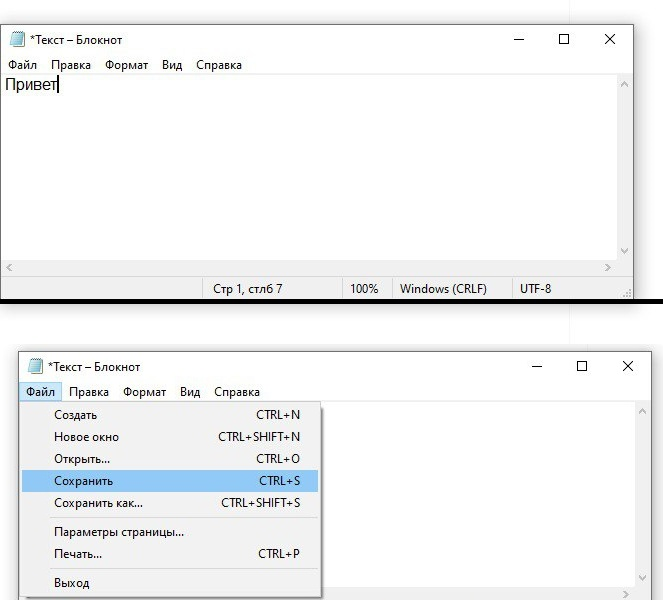 *Текст – Блокнот
Файл Правка Формат Вид Справка
Привет
Стр 1, стлб 7 100% Windows (CRLF) UTF-8
*Текст – Блокнот
Файл Правка Формат Вид Справка
Создать CTRL+N
Новое окно CTRL+SHIFT+N
Открыть... CTRL+O
Сохранить CTRL+S
Сохранить как... CTRL+SHIFT+S
Параметры страницы...
Печать... CTRL+P
Выход